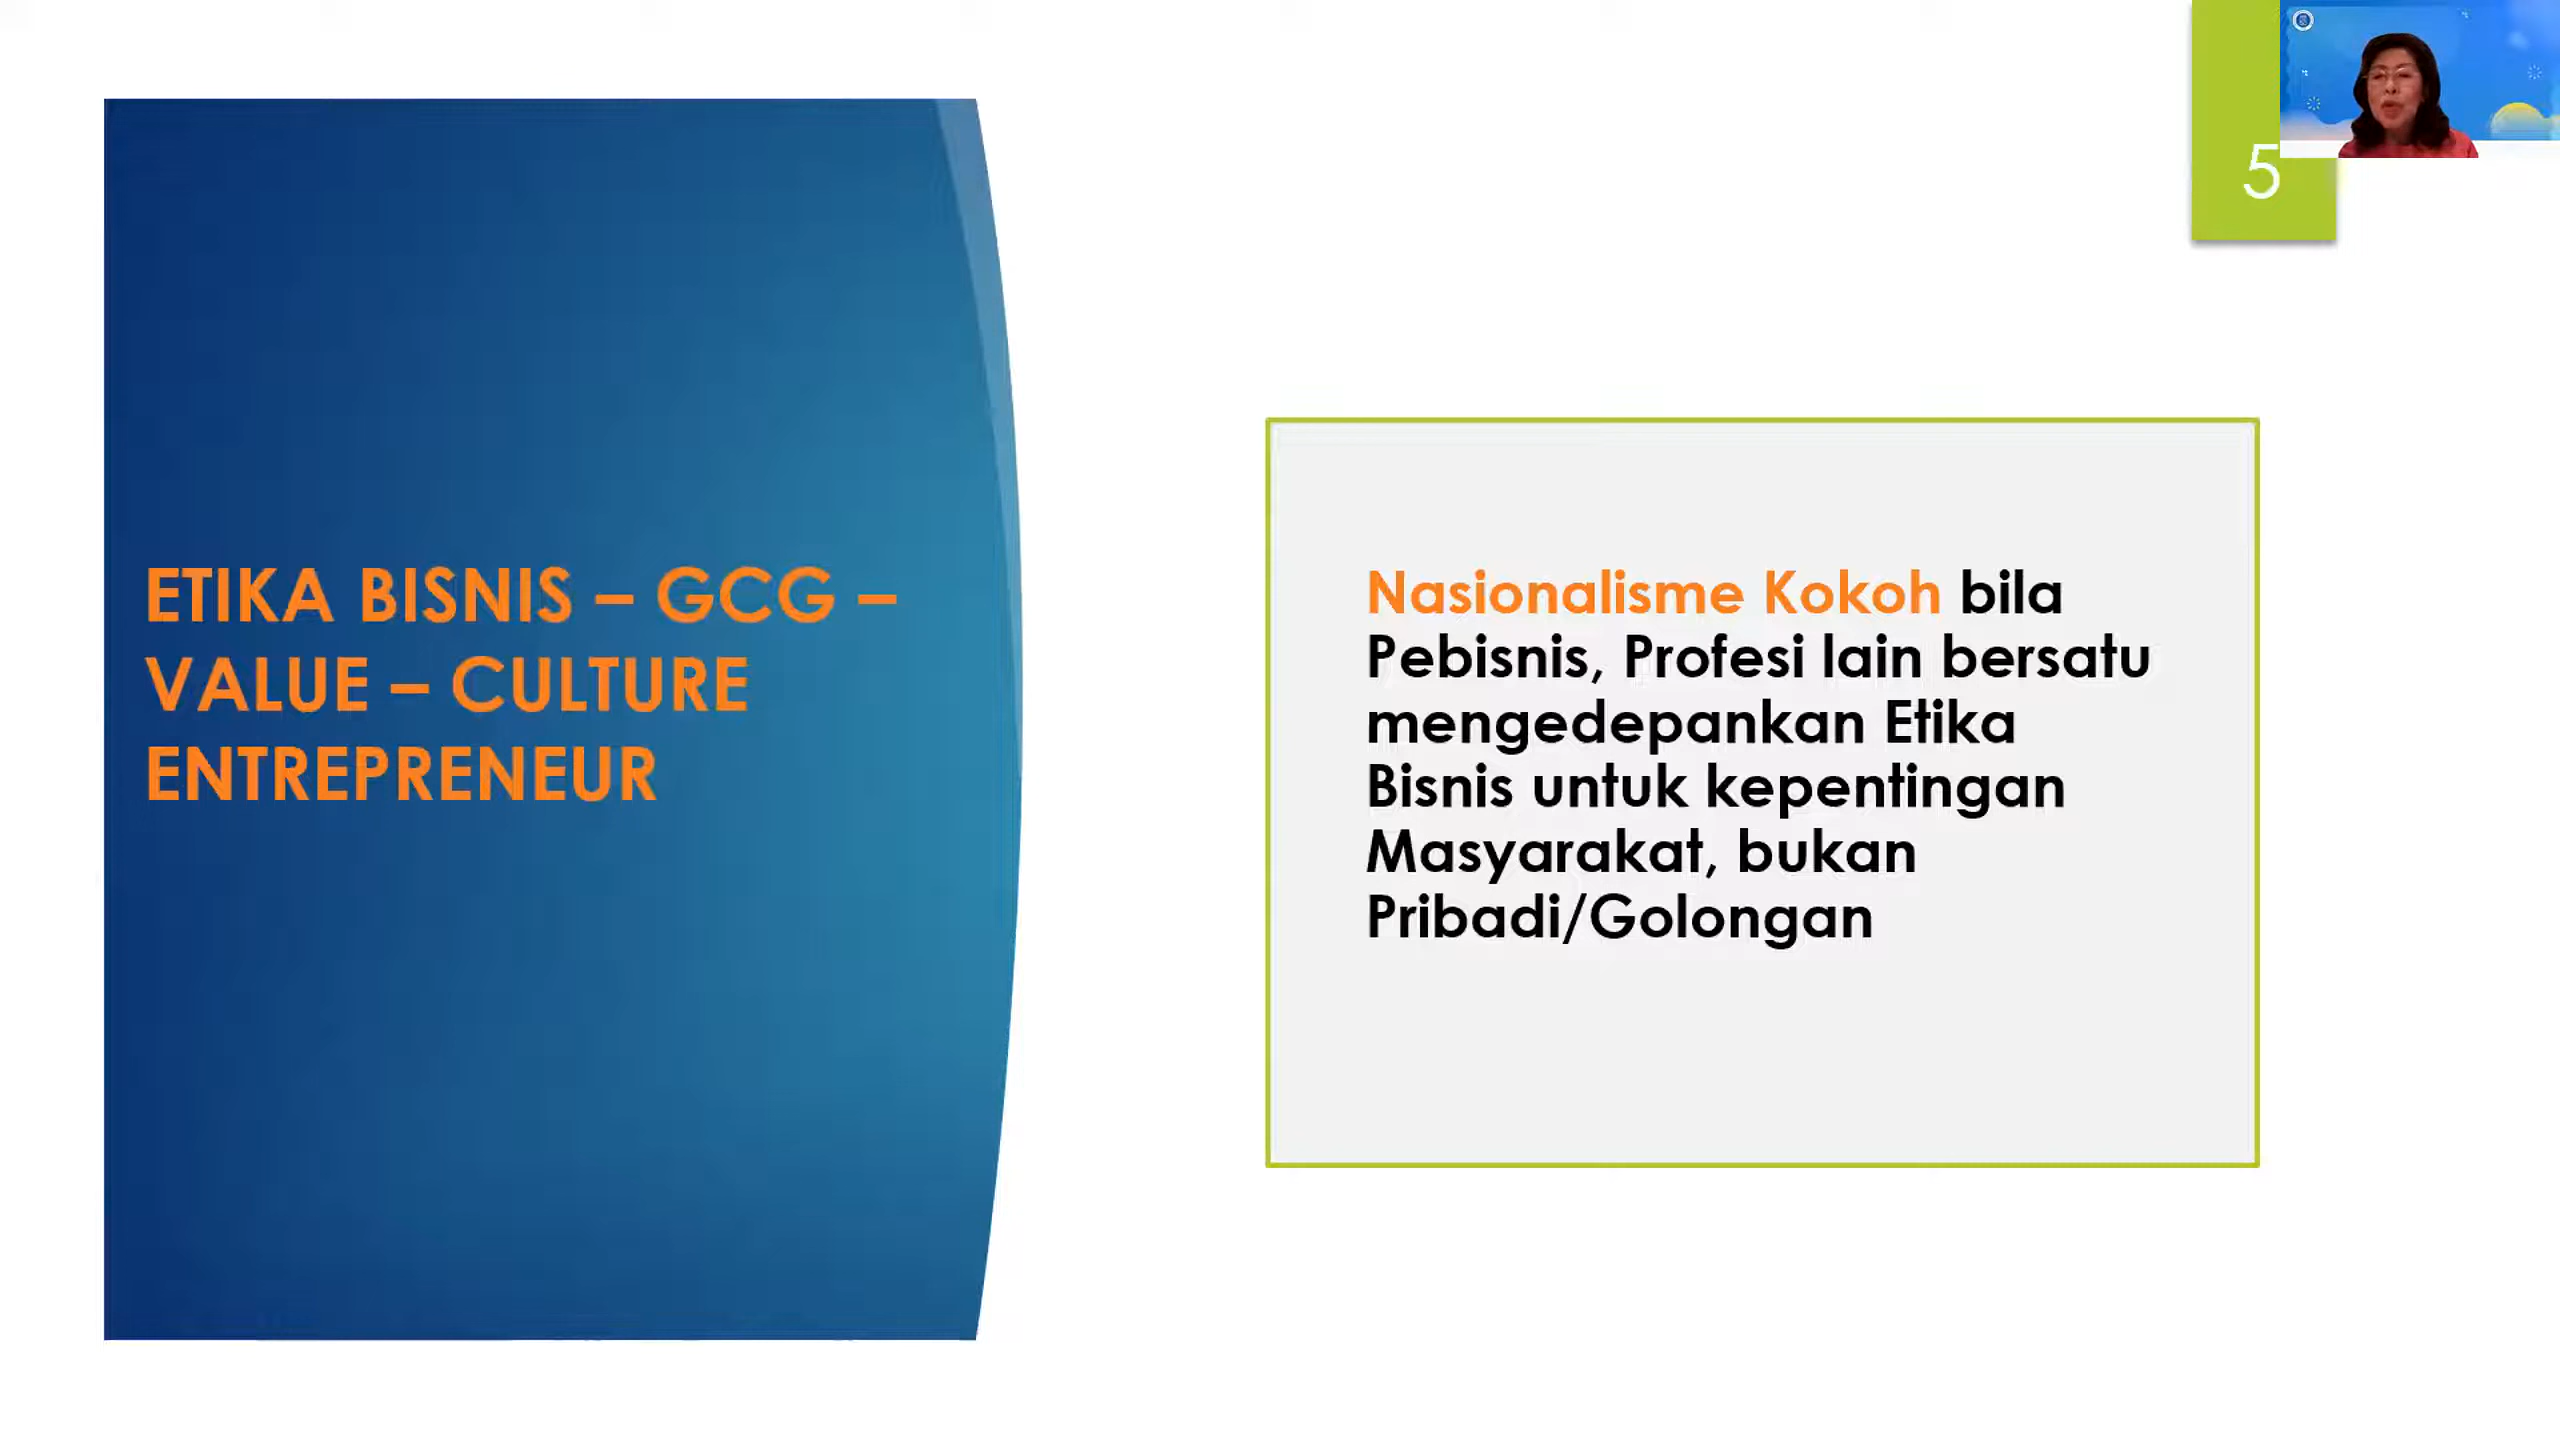 5
ETIKA BISNIS – GCG –
VALUE – CULTURE
ENTREPRENEUR
Nasionalisme Kokoh bila
Pebisnis, Profesi lain bersatu
mengedepankan Etika
Bisnis untuk kepentingan
Masyarakat, bukan
Pribadi/Golongan